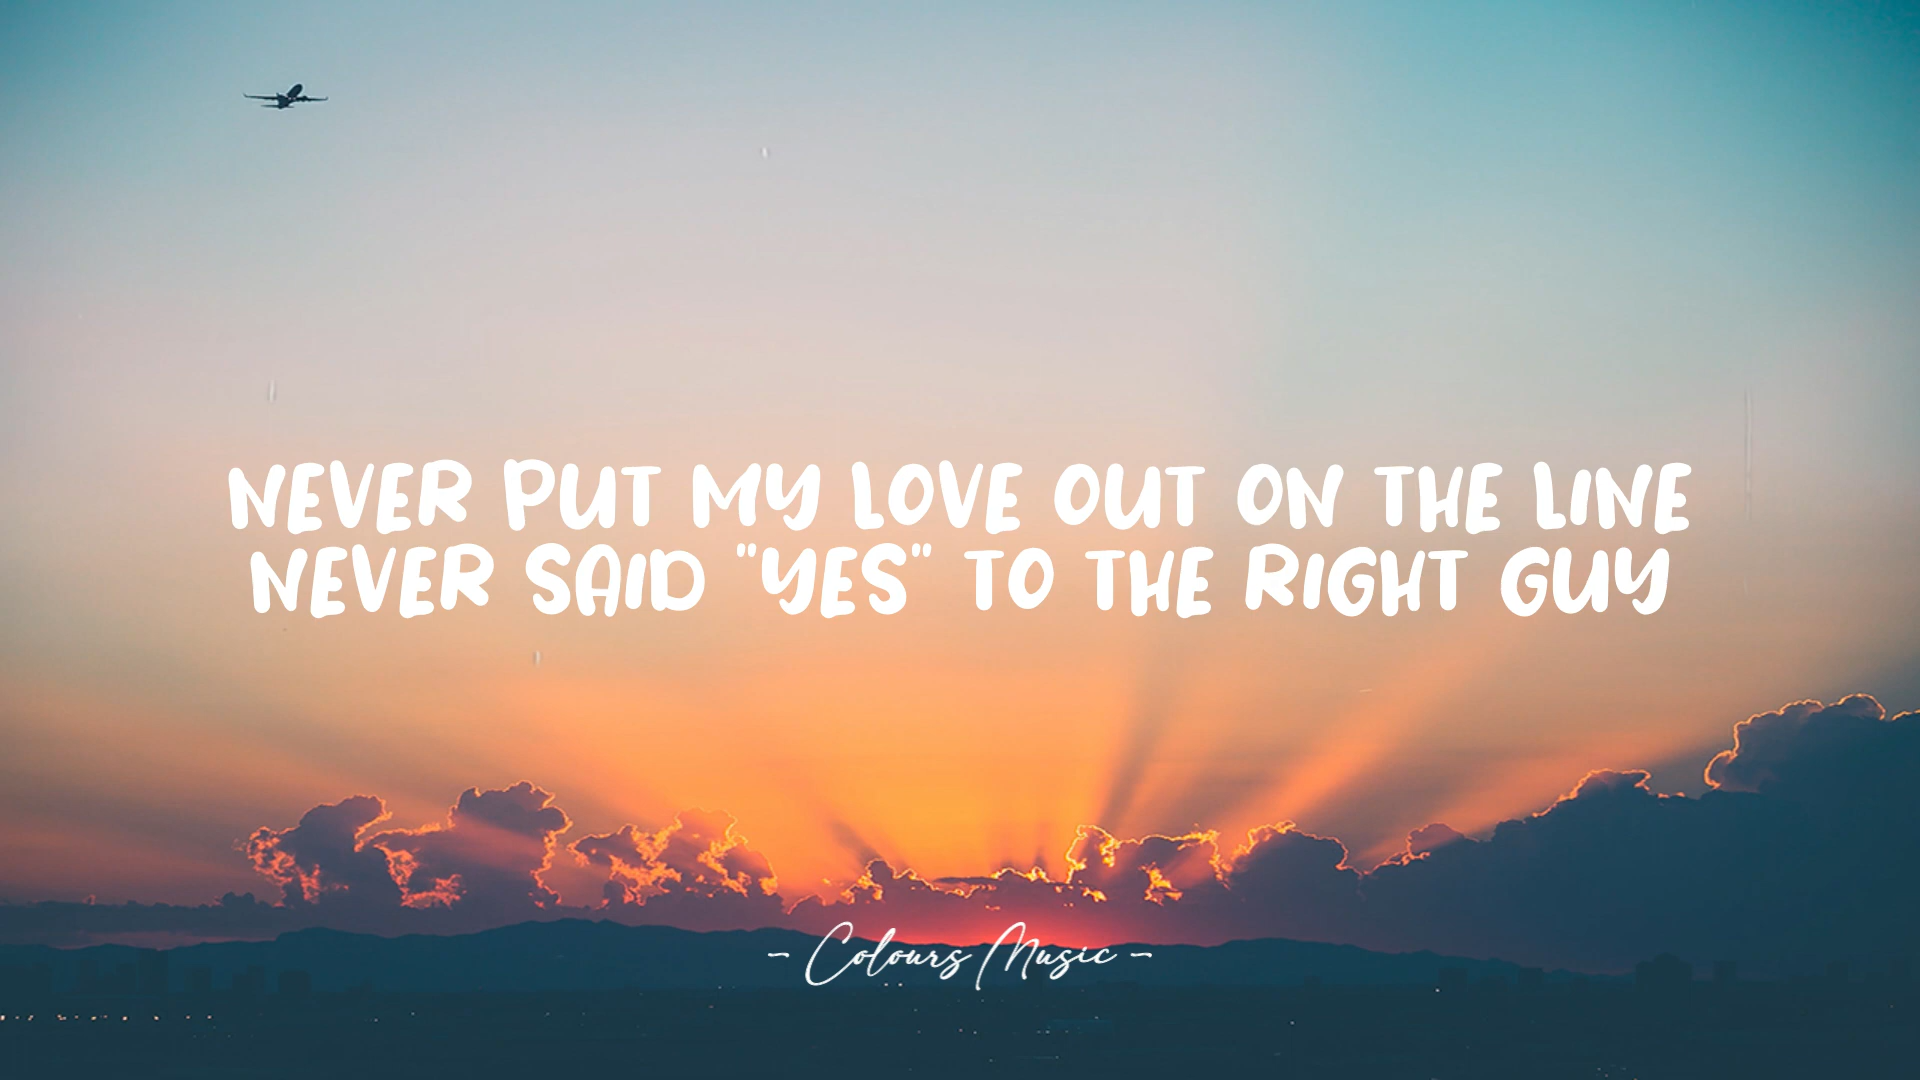 NEVER PUT MY LOVE OUT ON THE LINE
NEVER SAID "YES" TO THE RIGHT GUY
- Colours Music -